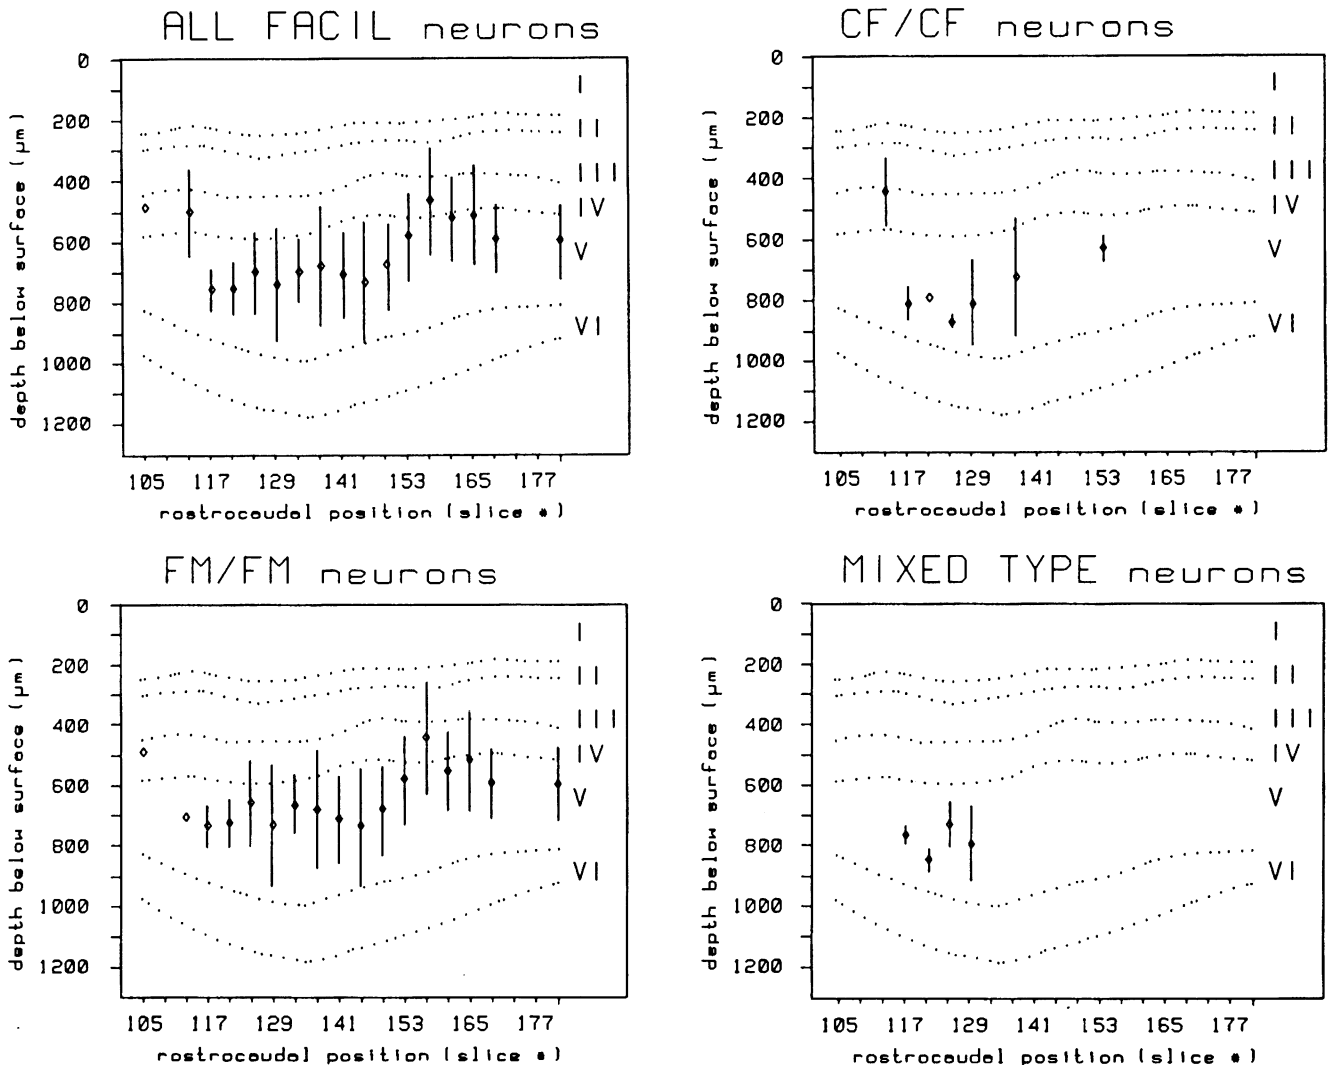 ALL FACIL neurons
0
200
400
600
800
1000
1200
depth below surface (µm)
I
II
III
IV
V
VI
105 117 129 141 153 165 177
rostrocaudal position (slice #)
CF/CF neurons
0
200
400
600
800
1000
1200
depth below surface (µm)
I
II
III
IV
V
VI
105 117 129 141 153 165 177
rostrocaudal position (slice #)
FM/FM neurons
0
200
400
600
800
1000
1200
depth below surface (µm)
I
II
III
IV
V
VI
105 117 129 141 153 165 177
rostrocaudal position (slice #)
MIXED TYPE neurons
0
200
400
600
800
1000
1200
depth below surface (µm)
I
II
III
IV
V
VI
105 117 129 141 153 165 177
rostrocaudal position (slice #)